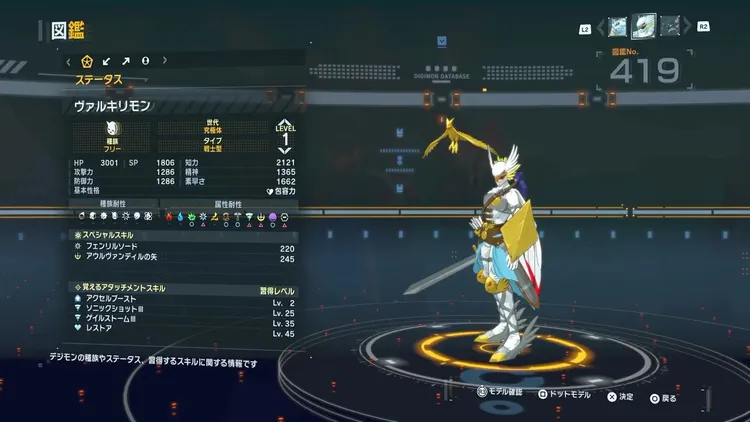 図鑑
L2
R2
図鑑No.
419
ステータス
DIGIMON DATABASE
ヴァルキリモン
種族
フリー
世代
究極体
タイプ
戦士型
LEVEL
1
HP 3001 SP 1806 知力 2121
攻撃力 1286 精神 1365
防御力 1286 素早さ 1662
基本性格 包容力
種族耐性 属性耐性
スペシャルスキル
フェンリルソード 220
アウルヴァンディルの矢 245
覚えるアタッチメントスキル 習得レベル
アクセルブースト Lv. 2
ソニックショットIII Lv. 25
ゲイルストームIII Lv. 35
レストア Lv. 45
デジモンの種族やステータス、習得するスキルに関する情報です
R3 モデル確認 ドットモデル 決定 戻る